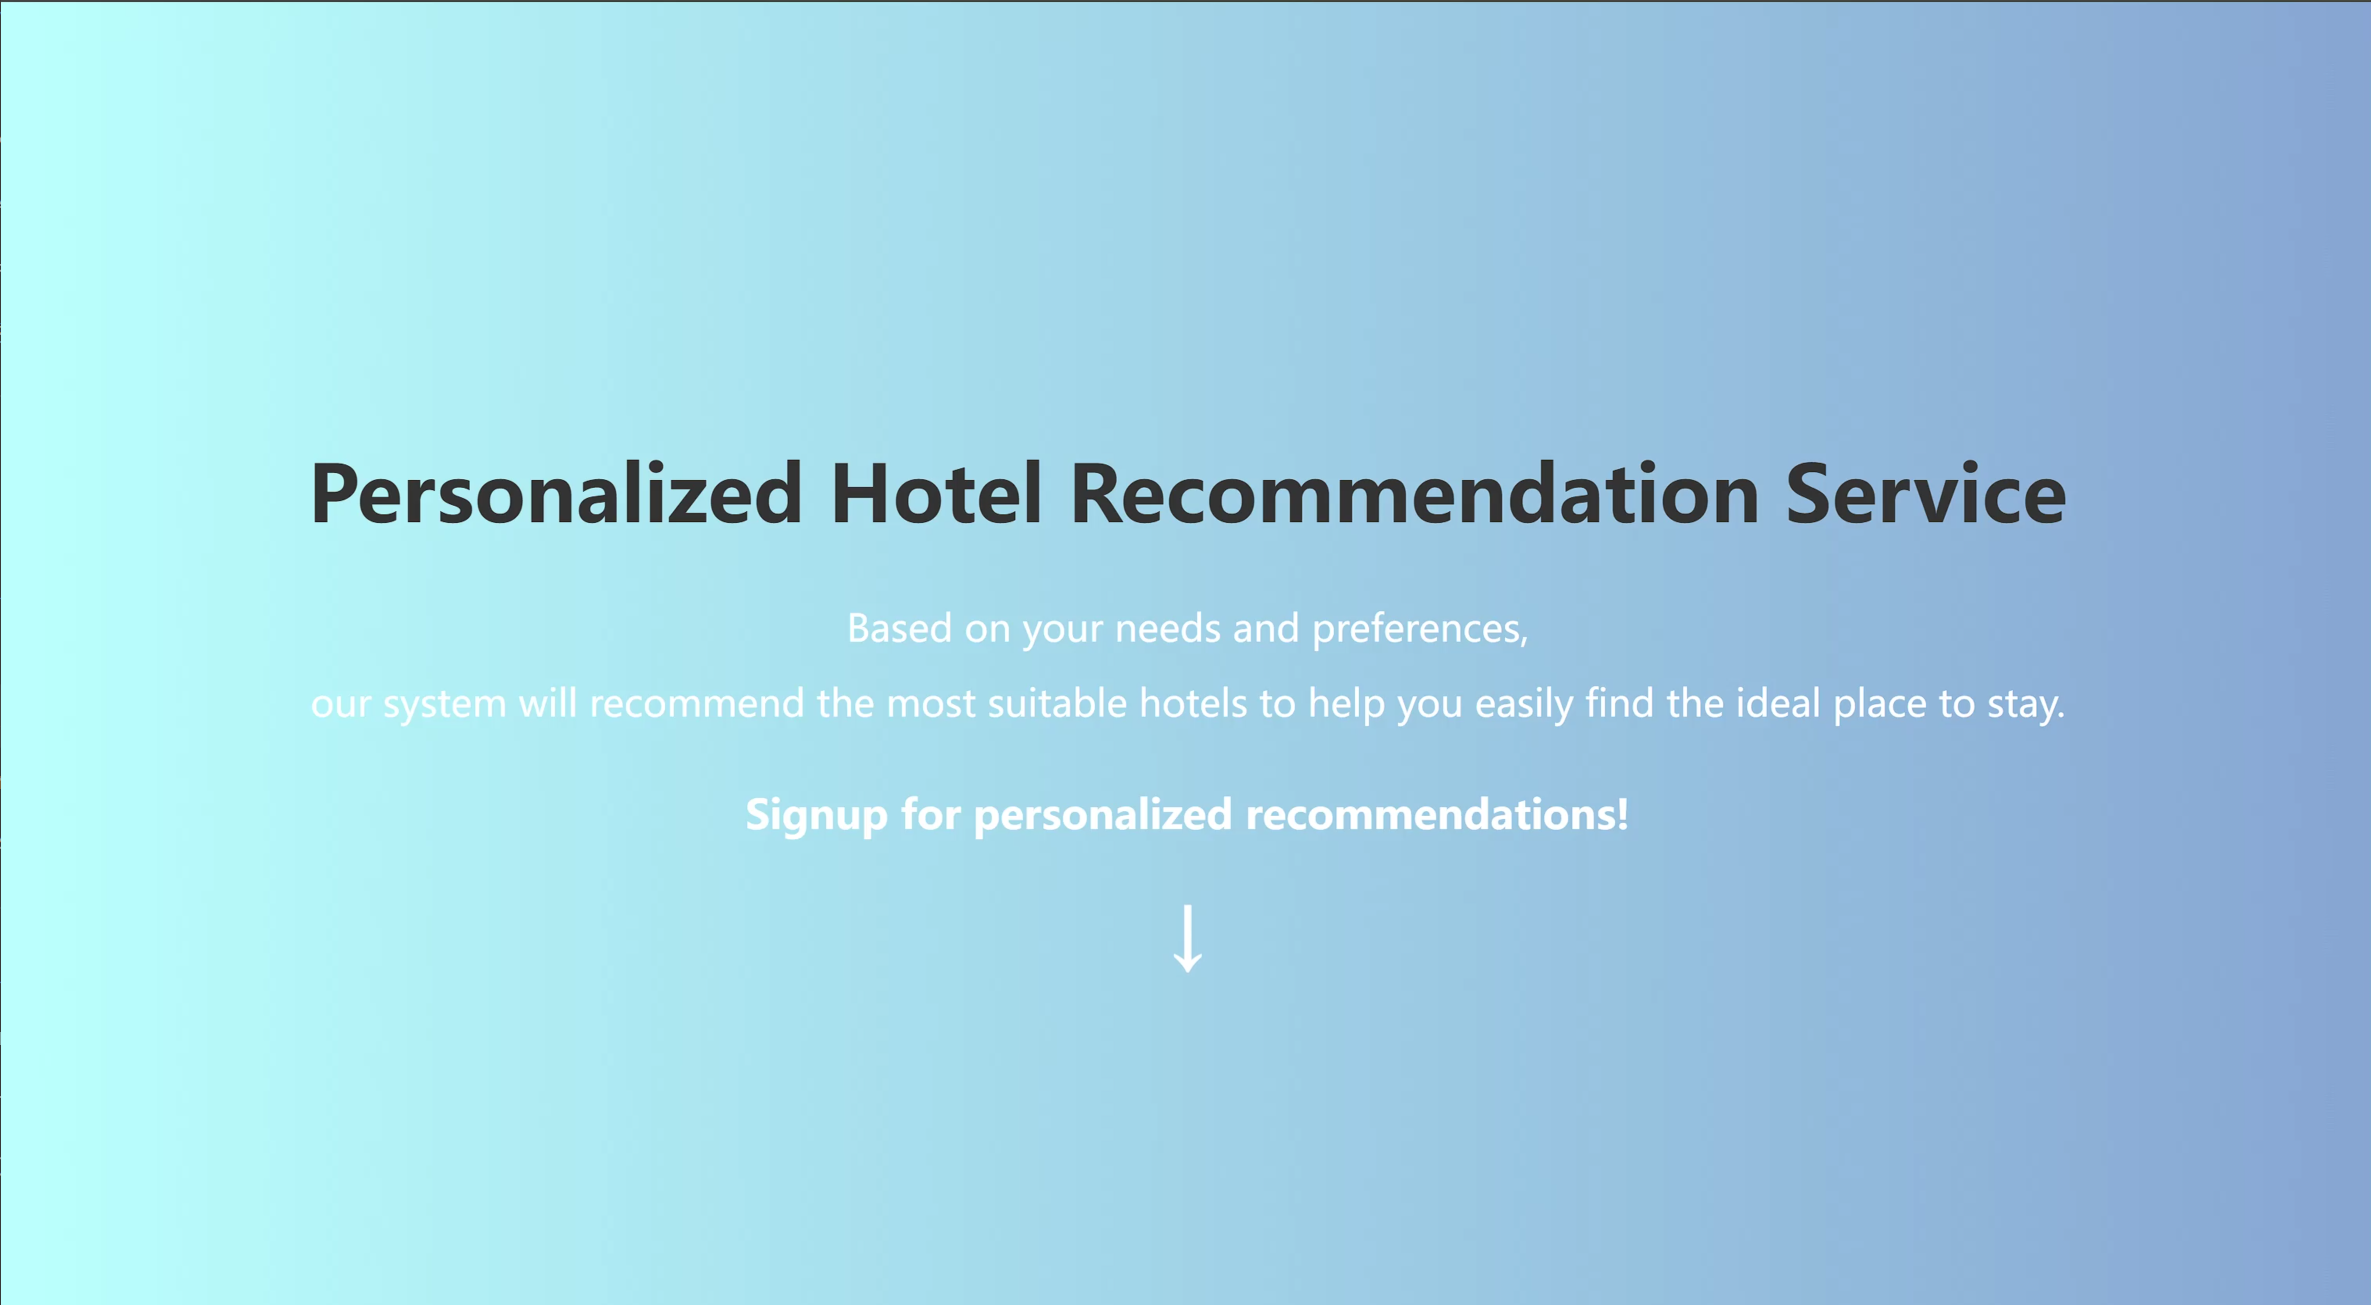 Personalized Hotel Recommendation Service
Based on your needs and preferences,
our system will recommend the most suitable hotels to help you easily find the ideal place to stay.
Signup for personalized recommendations!
↓